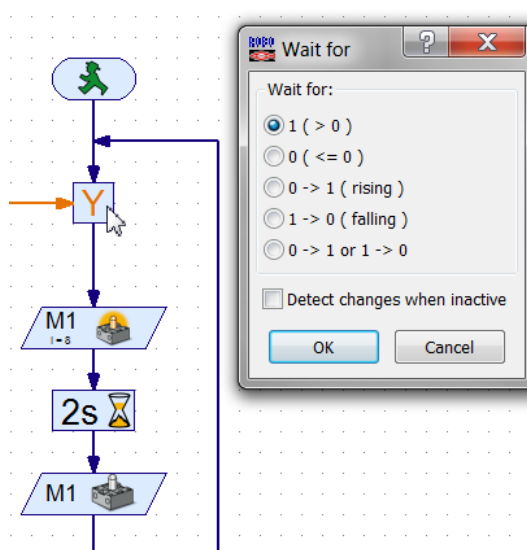 ROBO
Wait for
?
X
Wait for:
1 ( > 0 )
0 ( <= 0 )
0 -> 1 ( rising )
1 -> 0 ( falling )
0 -> 1 or 1 -> 0
Detect changes when inactive
OK
Cancel
Y
M1
I=8
2s
M1